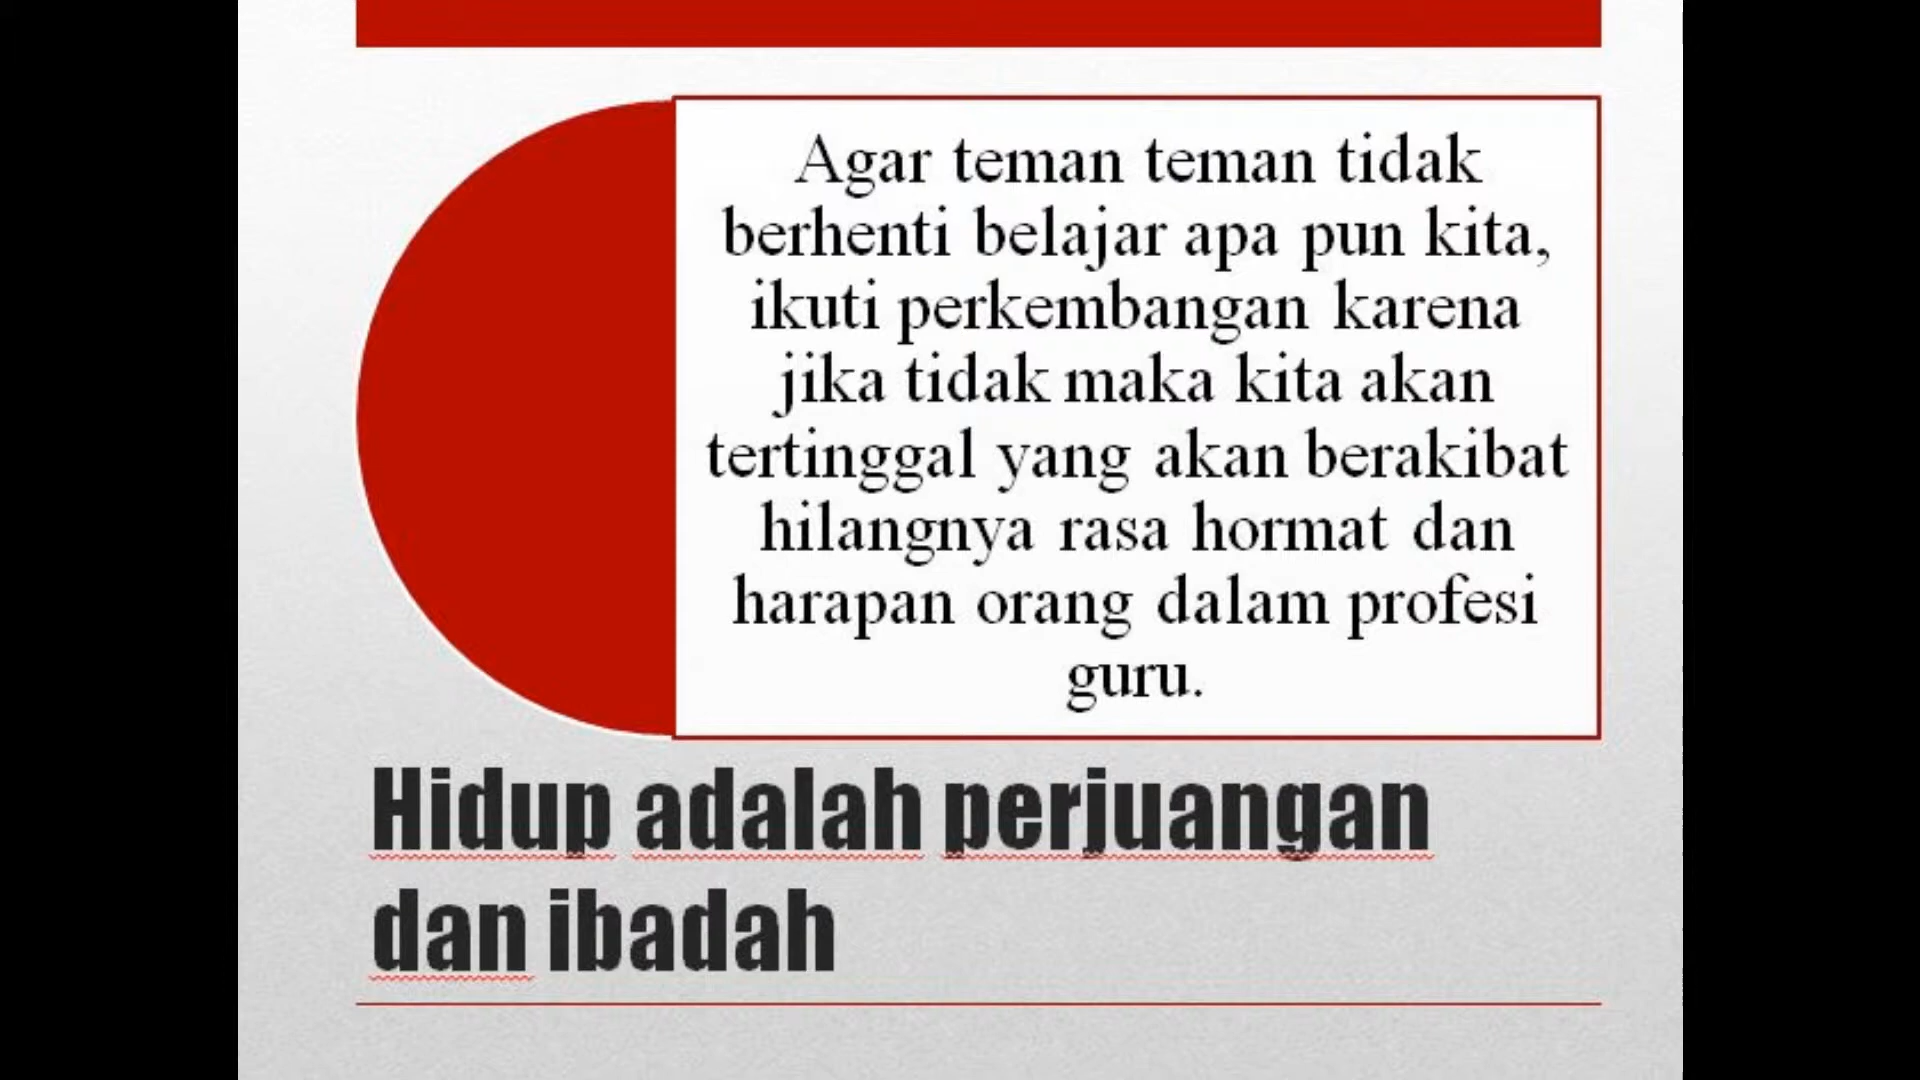 Agar teman teman tidak
berhenti belajar apa pun kita,
ikuti perkembangan karena
jika tidak maka kita akan
tertinggal yang akan berakibat
hilangnya rasa hormat dan
harapan orang dalam profesi
guru.
Hidup adalah perjuangan
dan ibadah